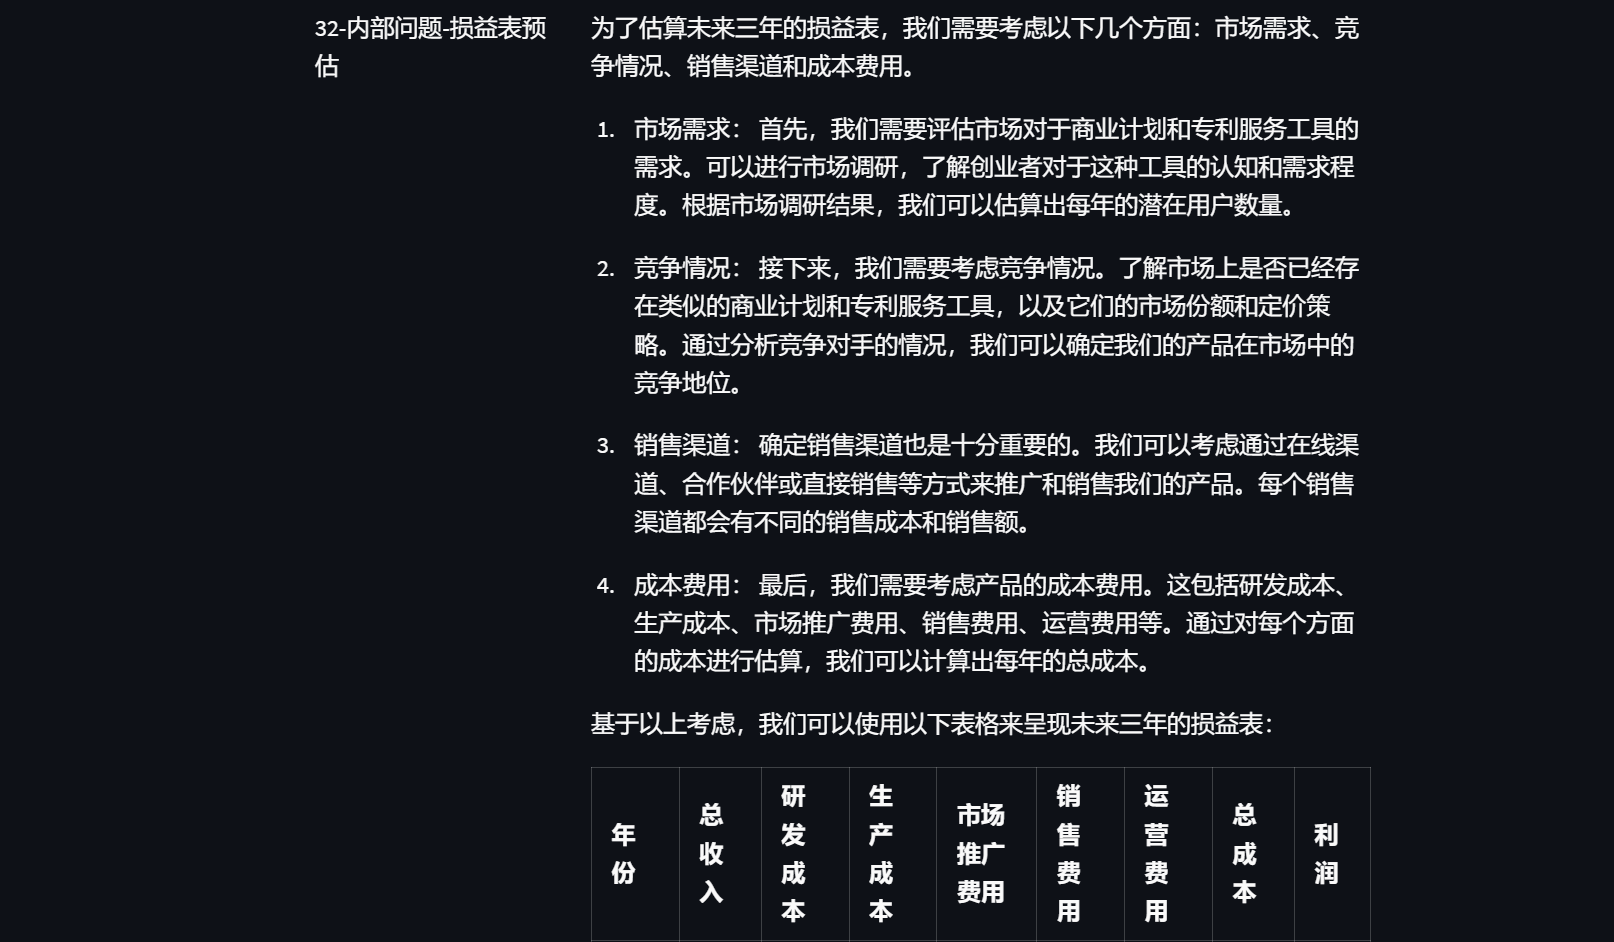 32-内部问题-损益表预
估
为了估算未来三年的损益表，我们需要考虑以下几个方面：市场需求、竞
争情况、销售渠道和成本费用。
1. 市场需求： 首先，我们需要评估市场对于商业计划和专利服务工具的
需求。可以进行市场调研，了解创业者对于这种工具的认知和需求程
度。根据市场调研结果，我们可以估算出每年的潜在用户数量。
2. 竞争情况： 接下来，我们需要考虑竞争情况。了解市场上是否已经存
在类似的商业计划和专利服务工具，以及它们的市场份额和定价策
略。通过分析竞争对手的情况，我们可以确定我们的产品在市场中的
竞争地位。
3. 销售渠道： 确定销售渠道也是十分重要的。我们可以考虑通过在线渠
道、合作伙伴或直接销售等方式来推广和销售我们的产品。每个销售
渠道都会有不同的销售成本和销售额。
4. 成本费用： 最后，我们需要考虑产品的成本费用。这包括研发成本、
生产成本、市场推广费用、销售费用、运营费用等。通过对每个方面
的成本进行估算，我们可以计算出每年的总成本。
基于以上考虑，我们可以使用以下表格来呈现未来三年的损益表：
年
份
总
收
入
研
发
成
本
生
产
成
本
市场
推广
费用
销
售
费
用
运
营
费
用
总
成
本
利
润